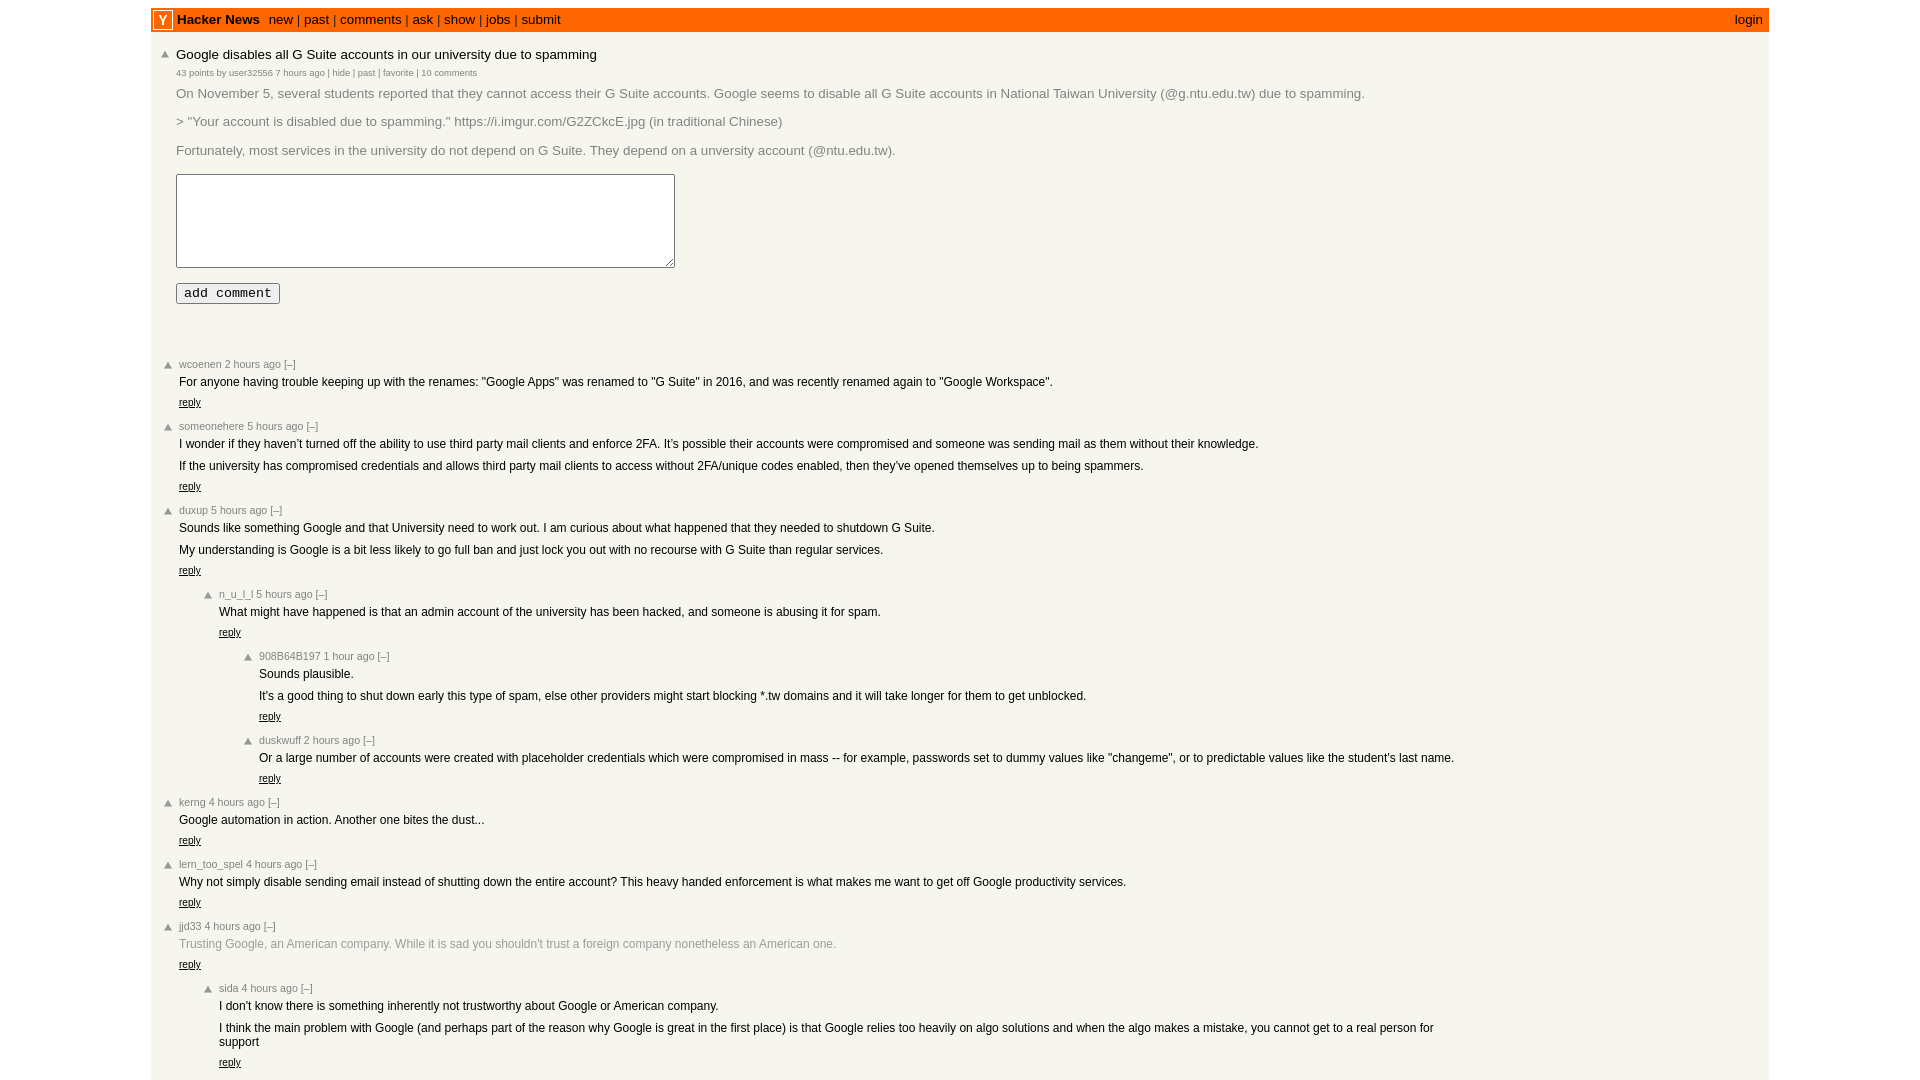 Y Hacker News new | past | comments | ask | show | jobs | submit login
Google disables all G Suite accounts in our university due to spamming
43 points by user32556 7 hours ago | hide | past | favorite | 10 comments
On November 5, several students reported that they cannot access their G Suite accounts. Google seems to disable all G Suite accounts in National Taiwan University (@g.ntu.edu.tw) due to spamming.
> "Your account is disabled due to spamming." https://i.imgur.com/G2ZCkcE.jpg (in traditional Chinese)
Fortunately, most services in the university do not depend on G Suite. They depend on a unversity account (@ntu.edu.tw).
add comment
wcoenen 2 hours ago [–]
For anyone having trouble keeping up with the renames: "Google Apps" was renamed to "G Suite" in 2016, and was recently renamed again to "Google Workspace".
reply
someonehere 5 hours ago [–]
I wonder if they haven’t turned off the ability to use third party mail clients and enforce 2FA. It’s possible their accounts were compromised and someone was sending mail as them without their knowledge.
If the university has compromised credentials and allows third party mail clients to access without 2FA/unique codes enabled, then they’ve opened themselves up to being spammers.
reply
duxup 5 hours ago [–]
Sounds like something Google and that University need to work out. I am curious about what happened that they needed to shutdown G Suite.
My understanding is Google is a bit less likely to go full ban and just lock you out with no recourse with G Suite than regular services.
reply
n_u_l_l 5 hours ago [–]
What might have happened is that an admin account of the university has been hacked, and someone is abusing it for spam.
reply
908B64B197 1 hour ago [–]
Sounds plausible.
It's a good thing to shut down early this type of spam, else other providers might start blocking *.tw domains and it will take longer for them to get unblocked.
reply
duskwuff 2 hours ago [–]
Or a large number of accounts were created with placeholder credentials which were compromised in mass -- for example, passwords set to dummy values like "changeme", or to predictable values like the student's last name.
reply
kerng 4 hours ago [–]
Google automation in action. Another one bites the dust...
reply
lern_too_spel 4 hours ago [–]
Why not simply disable sending email instead of shutting down the entire account? This heavy handed enforcement is what makes me want to get off Google productivity services.
reply
jjd33 4 hours ago [–]
Trusting Google, an American company. While it is sad you shouldn't trust a foreign company nonetheless an American one.
reply
sida 4 hours ago [–]
I don't know there is something inherently not trustworthy about Google or American company.
I think the main problem with Google (and perhaps part of the reason why Google is great in the first place) is that Google relies too heavily on algo solutions and when the algo makes a mistake, you cannot get to a real person for
support
reply